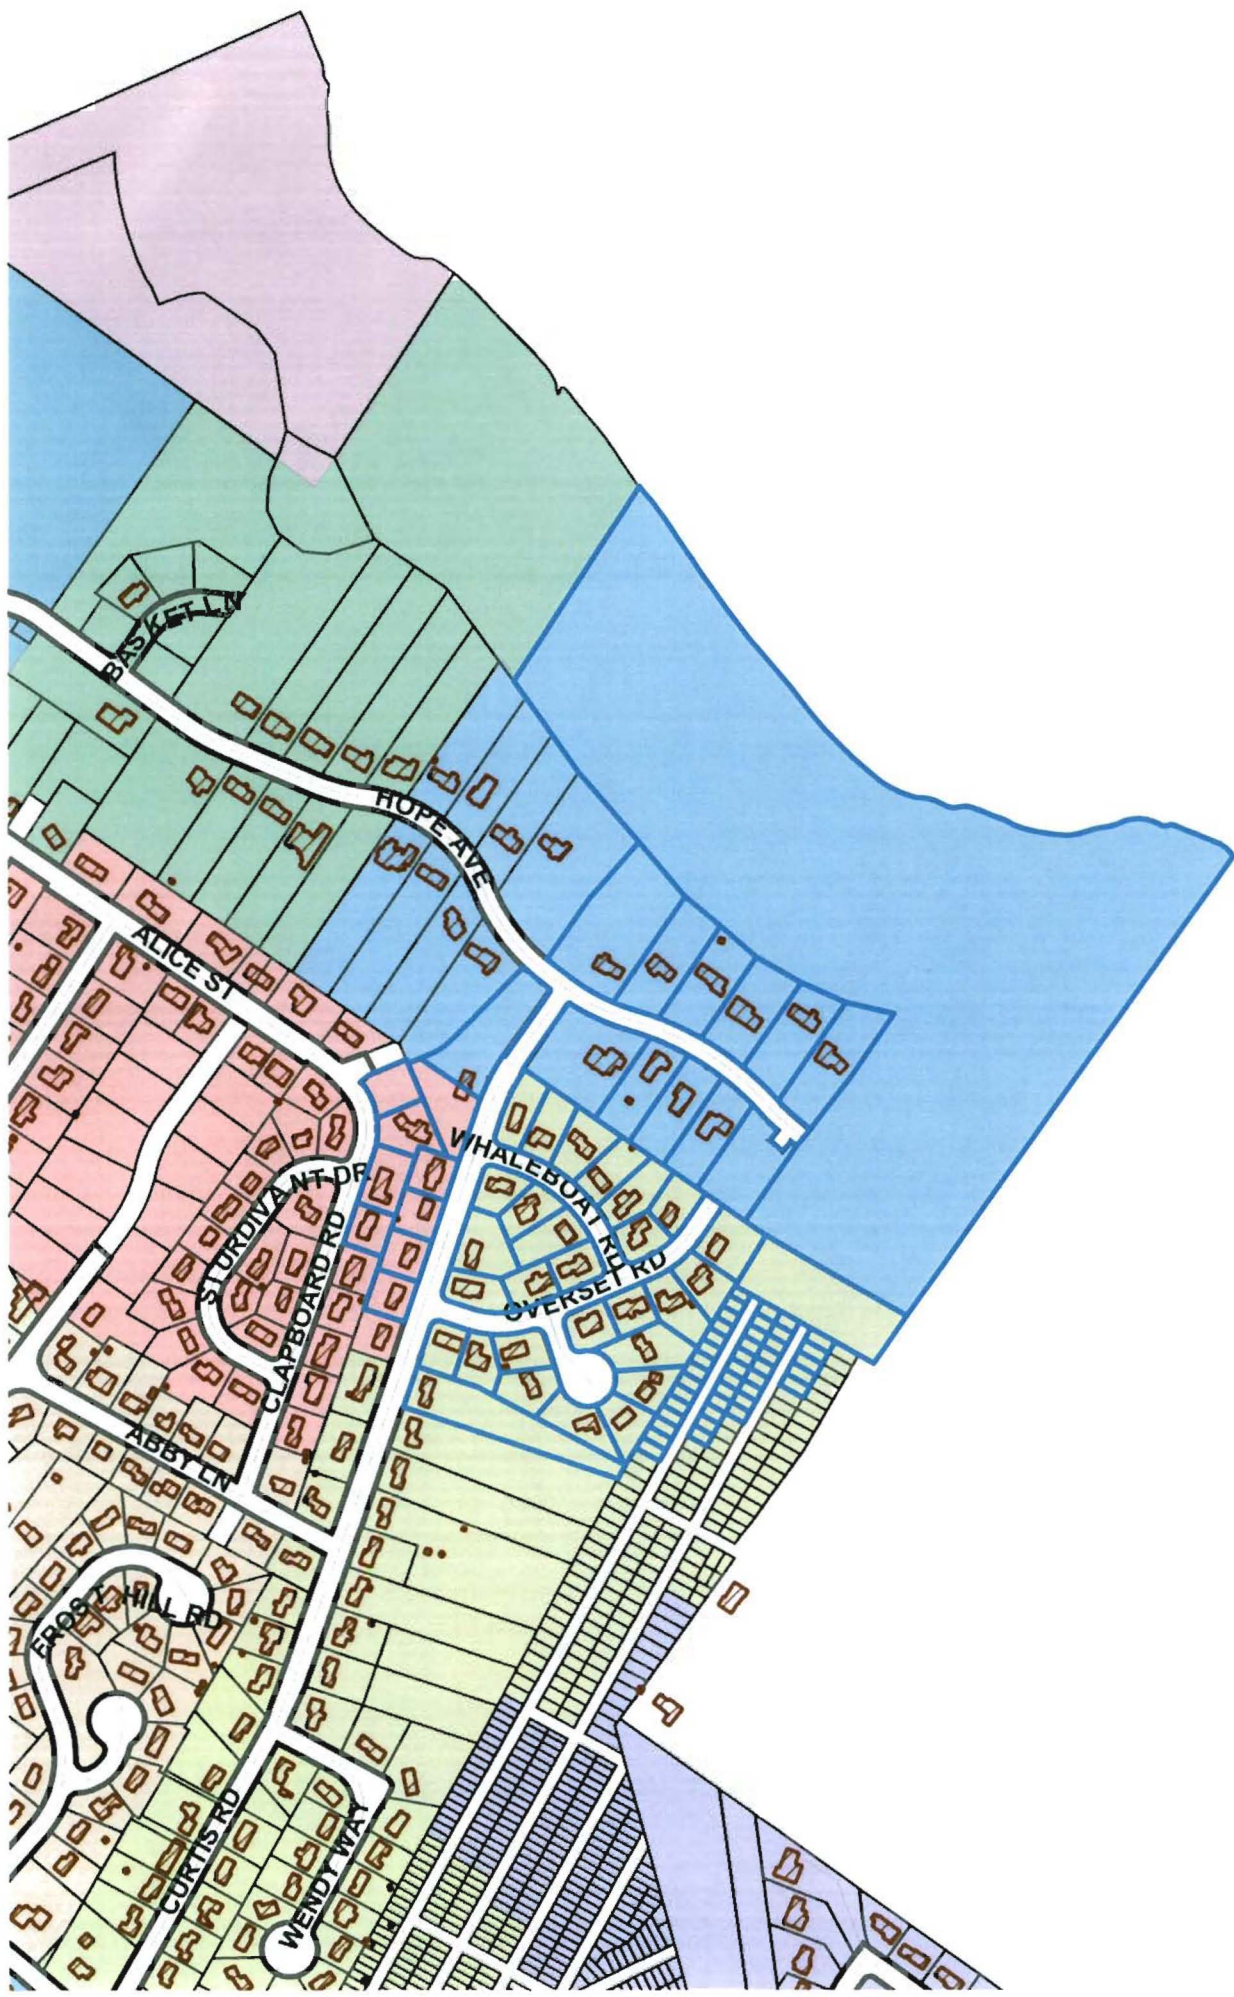 BASKET LN
HOPE AVE
ALICE ST
WHALEBOAT RD
STURDIVANT DR
CLAPBOARD RD
OVERSET RD
ABBY LN
FROST HILL RD
CURTIS RD
WENDY WAY